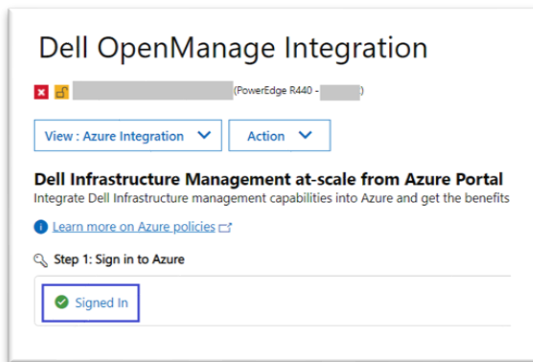 Dell OpenManage Integration
(PowerEdge R440 - )
View : Azure Integration Action
Dell Infrastructure Management at-scale from Azure Portal
Integrate Dell Infrastructure management capabilities into Azure and get the benefits
Learn more on Azure policies
Step 1: Sign in to Azure
Signed In